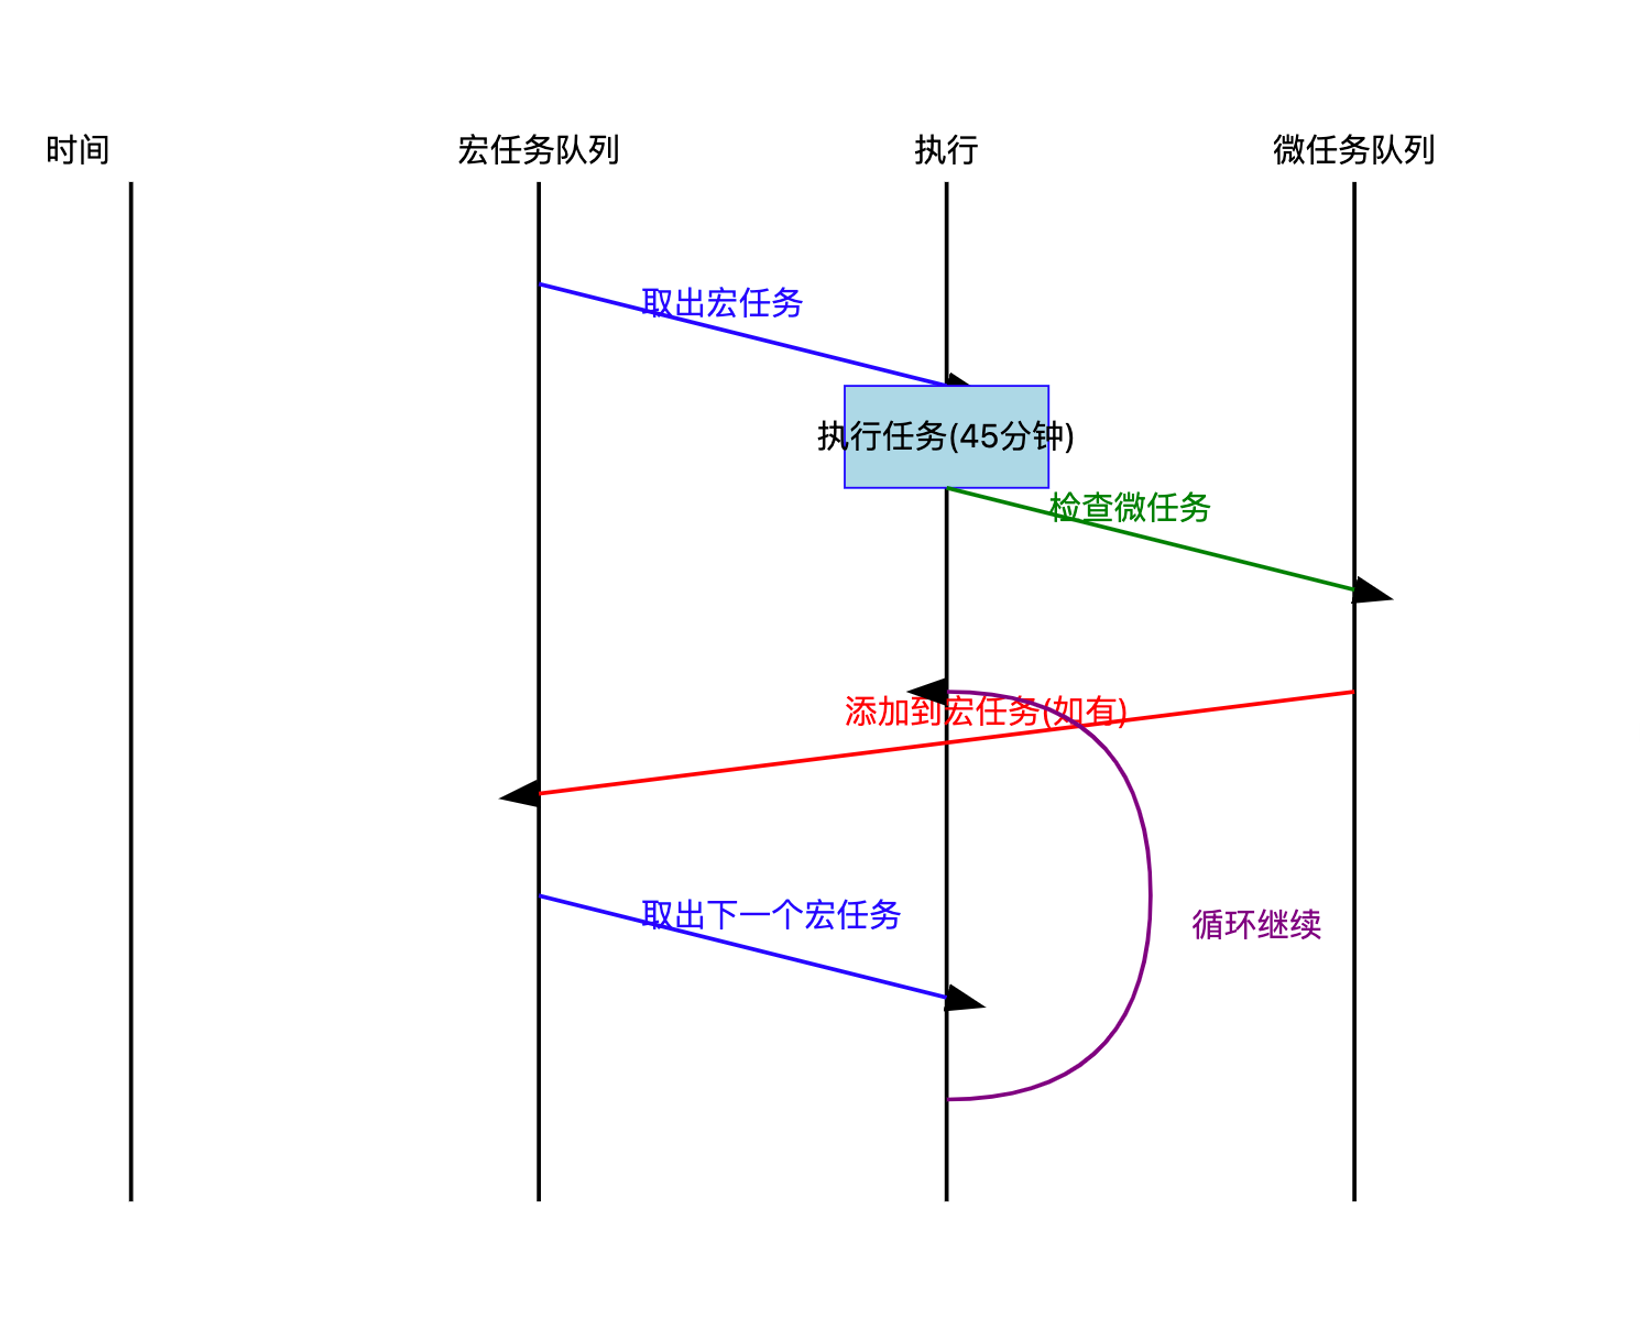 时间
宏任务队列
执行
微任务队列
取出宏任务
执行任务(45分钟)
检查微任务
添加到宏任务(如有)
取出下一个宏任务
循环继续